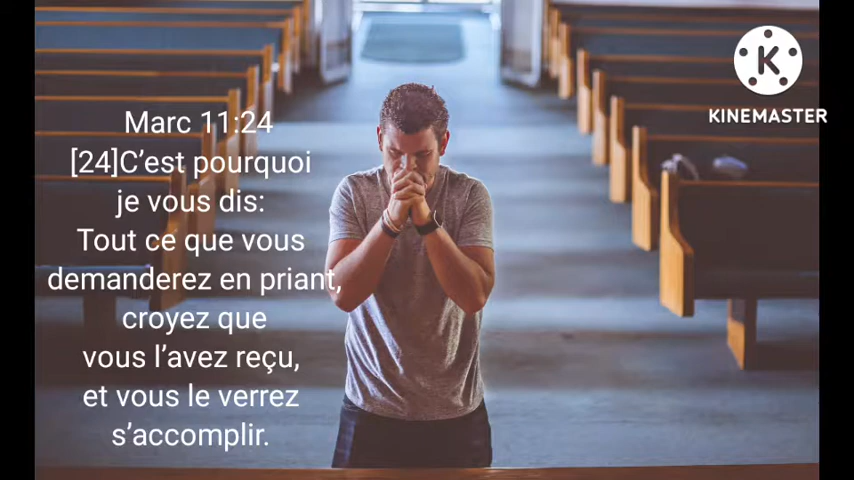 Marc 11:24
[24]C’est pourquoi
je vous dis:
Tout ce que vous
demanderez en priant,
croyez que
vous l’avez reçu,
et vous le verrez
s’accomplir.
K
KINEMASTER